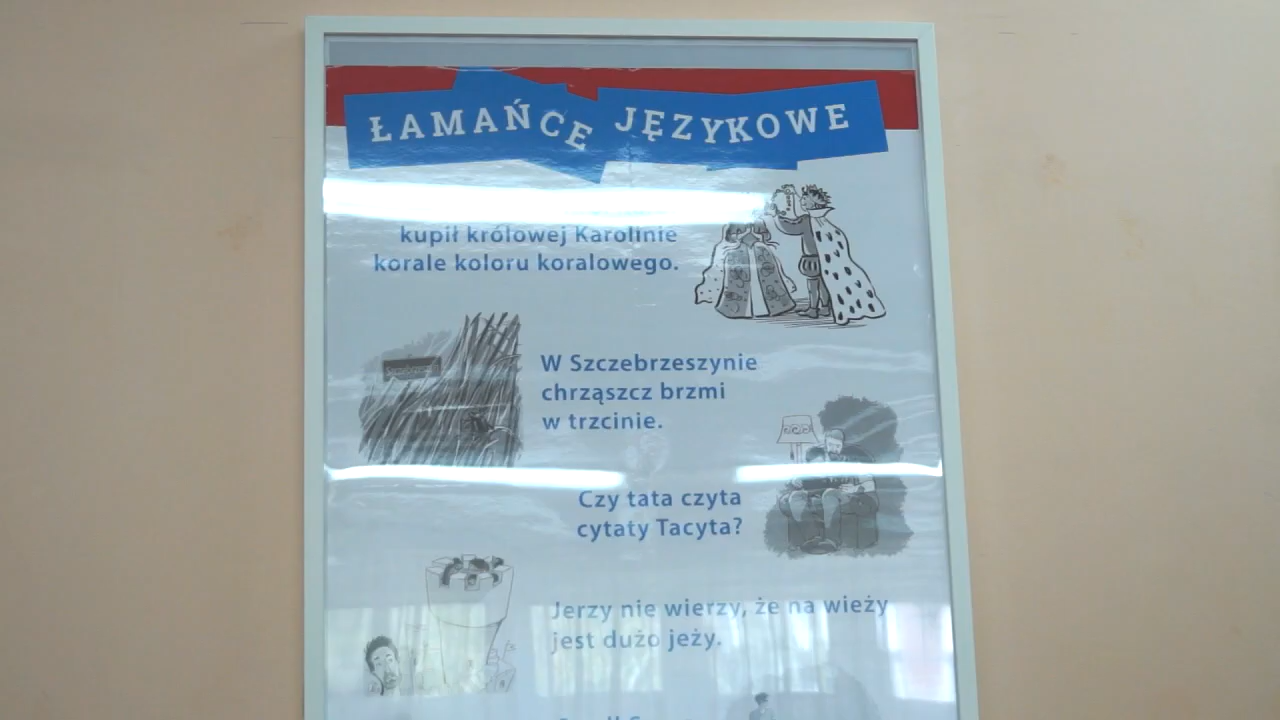 ŁAMAŃCE JĘZYKOWE
kupił królowej Karolinie
korale koloru koralowego.
W Szczebrzeszynie
chrząszcz brzmi
w trzcinie.
Czy tata czyta
cytaty Tacyta?
Jerzy nie wierzy, że na wieży
jest dużo jeży.